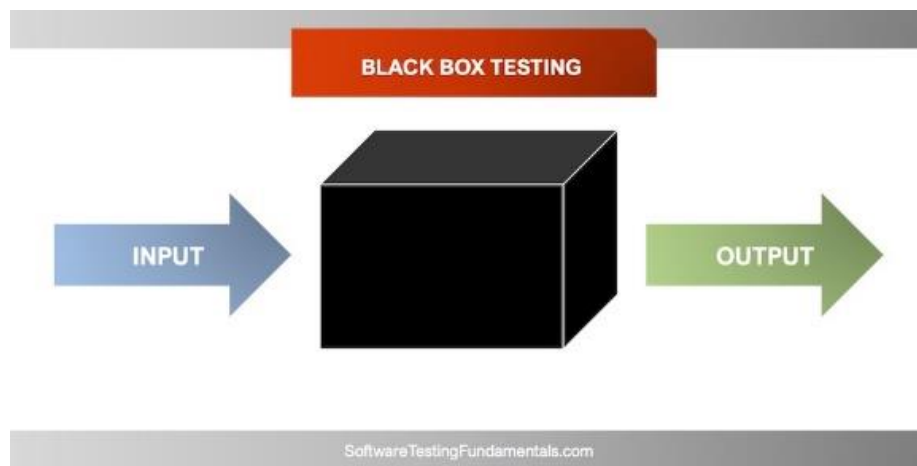 BLACK BOX TESTING
INPUT
OUTPUT
SoftwareTestingFundamentals.com